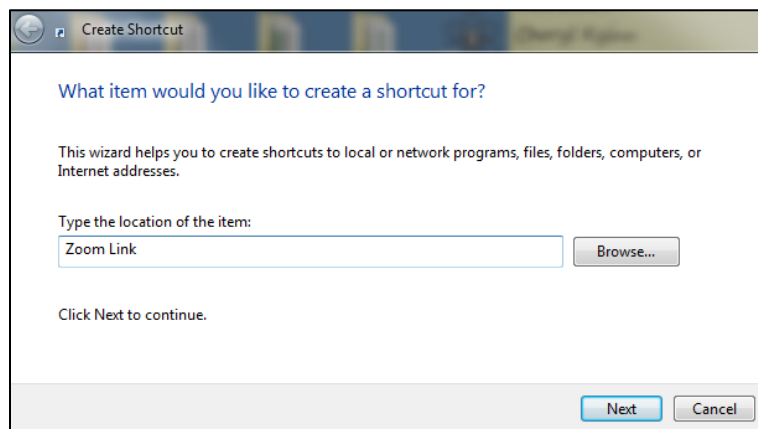 Create Shortcut
What item would you like to create a shortcut for?
This wizard helps you to create shortcuts to local or network programs, files, folders, computers, or
Internet addresses.
Type the location of the item:
Zoom Link
Browse...
Click Next to continue.
Next
Cancel